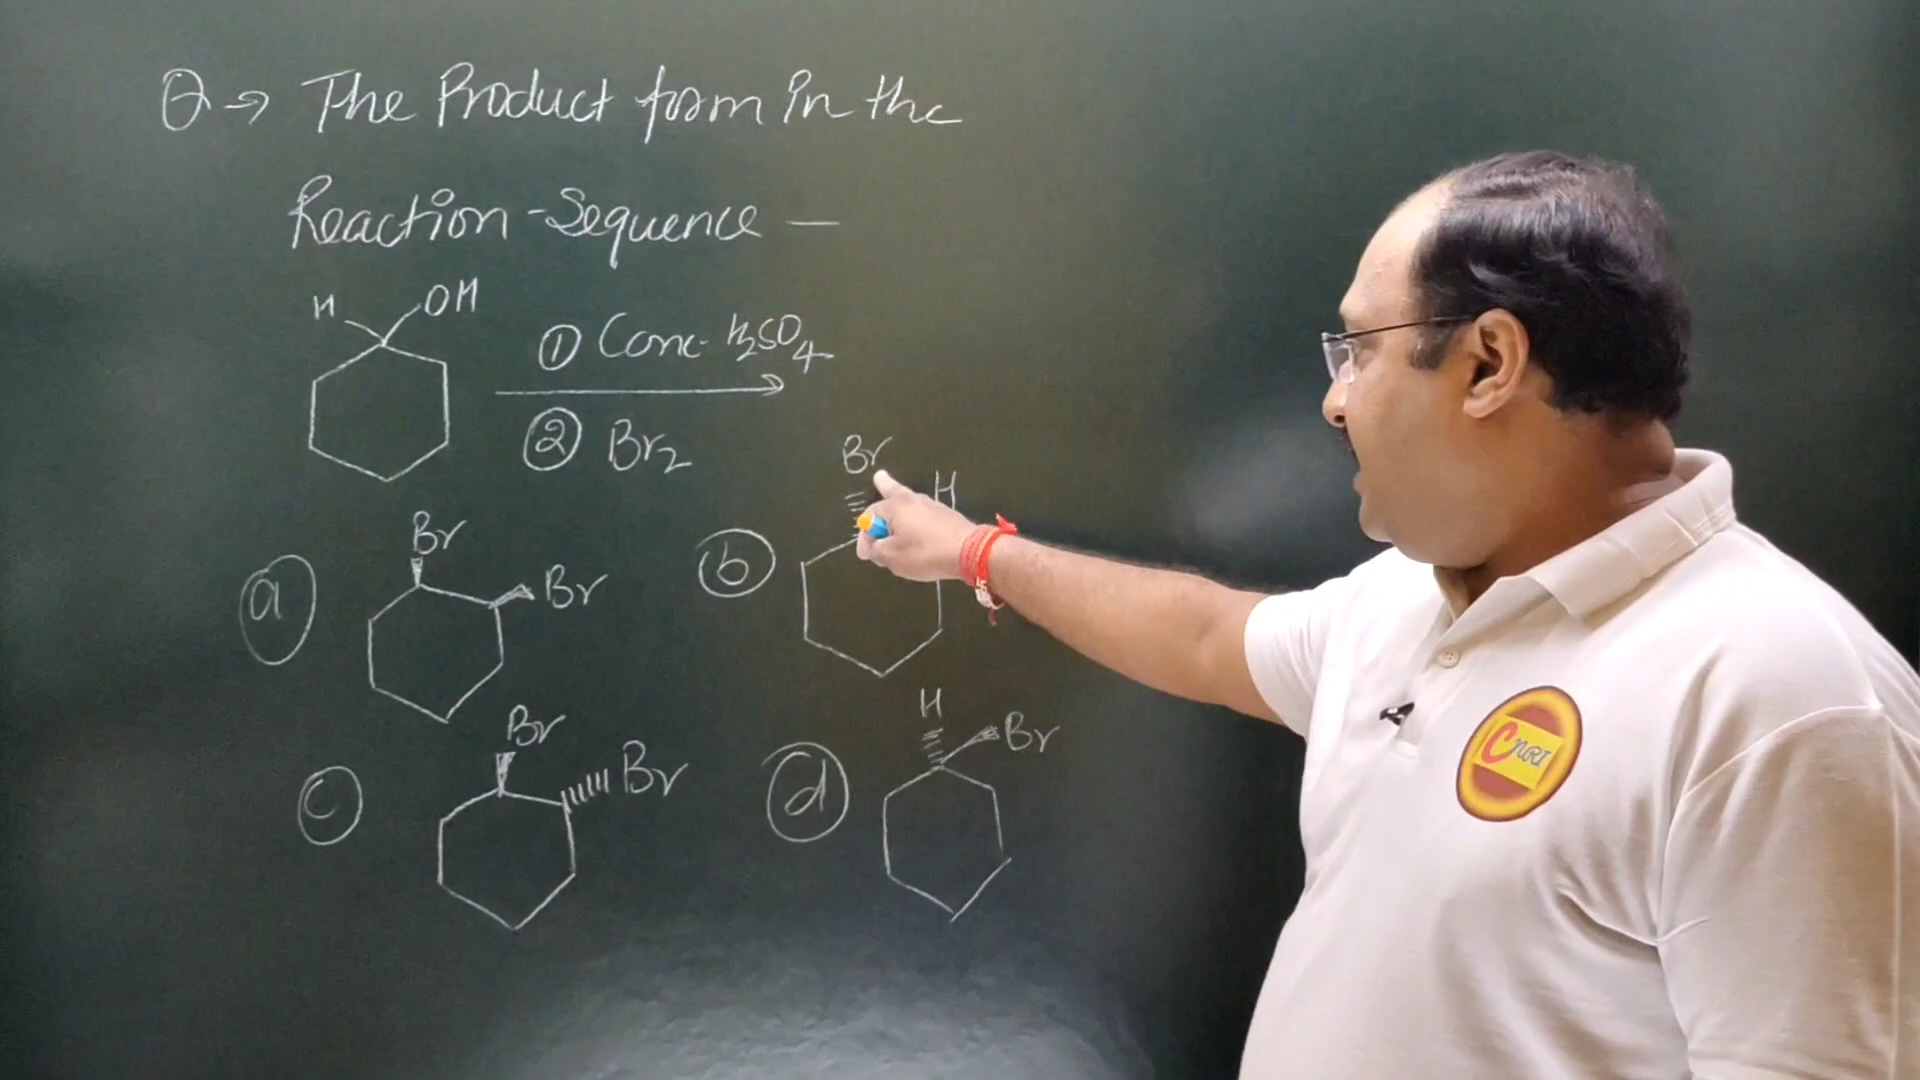 Q → The Product form in the
Reaction - Sequence —
H OH
① Conc. H₂SO₄
② Br₂
ⓐ Br
Br
ⓑ Br
H
ⓒ Br
Br
ⓓ H
Br
CNRI